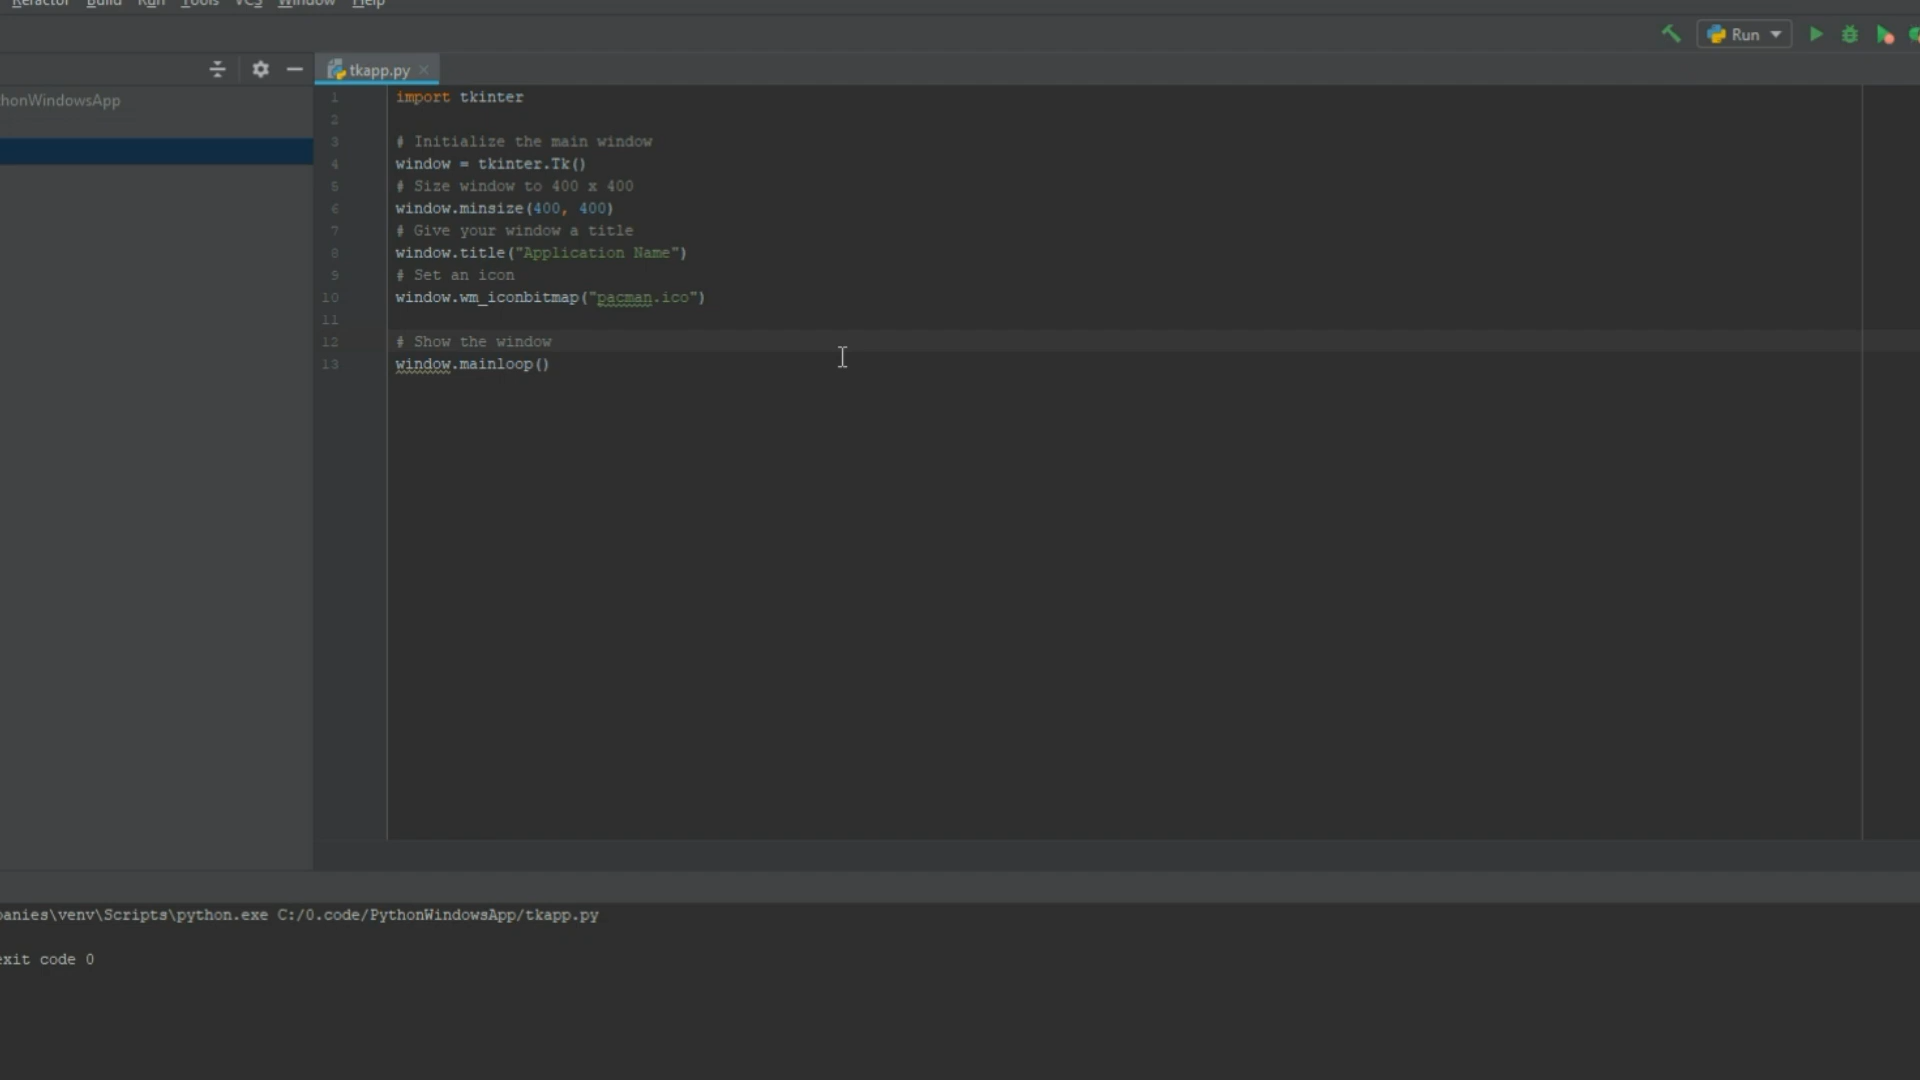 Refactor Build Run Tools VCS Window Help
Run
tkapp.py
honWindowsApp
1 import tkinter
2
3 # Initialize the main window
4 window = tkinter.Tk()
5 # Size window to 400 x 400
6 window.minsize(400, 400)
7 # Give your window a title
8 window.title("Application Name")
9 # Set an icon
10 window.wm_iconbitmap("pacman.ico")
11
12 # Show the window
13 window.mainloop()
panies\venv\Scripts\python.exe C:/0.code/PythonWindowsApp/tkapp.py
exit code 0